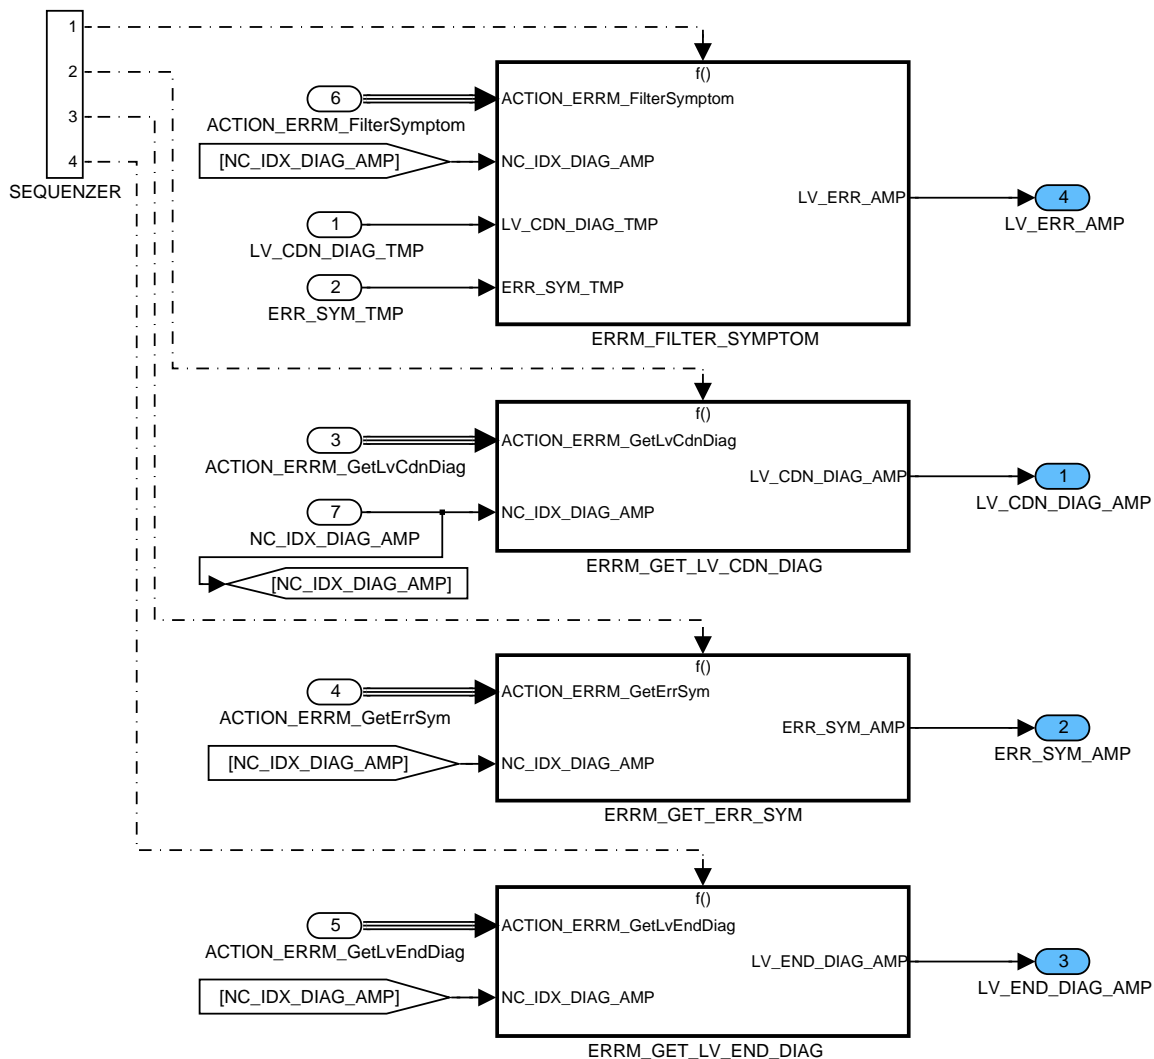 1
2
3
4
SEQUENZER
f()
6
ACTION_ERRM_FilterSymptom
ACTION_ERRM_FilterSymptom
[NC_IDX_DIAG_AMP]
NC_IDX_DIAG_AMP
1
LV_CDN_DIAG_TMP
LV_CDN_DIAG_TMP
2
ERR_SYM_TMP
ERR_SYM_TMP
LV_ERR_AMP
4
LV_ERR_AMP
ERRM_FILTER_SYMPTOM
f()
3
ACTION_ERRM_GetLvCdnDiag
ACTION_ERRM_GetLvCdnDiag
7
NC_IDX_DIAG_AMP
NC_IDX_DIAG_AMP
[NC_IDX_DIAG_AMP]
LV_CDN_DIAG_AMP
1
LV_CDN_DIAG_AMP
ERRM_GET_LV_CDN_DIAG
f()
4
ACTION_ERRM_GetErrSym
ACTION_ERRM_GetErrSym
[NC_IDX_DIAG_AMP]
NC_IDX_DIAG_AMP
ERR_SYM_AMP
2
ERR_SYM_AMP
ERRM_GET_ERR_SYM
f()
5
ACTION_ERRM_GetLvEndDiag
ACTION_ERRM_GetLvEndDiag
[NC_IDX_DIAG_AMP]
NC_IDX_DIAG_AMP
LV_END_DIAG_AMP
3
LV_END_DIAG_AMP
ERRM_GET_LV_END_DIAG